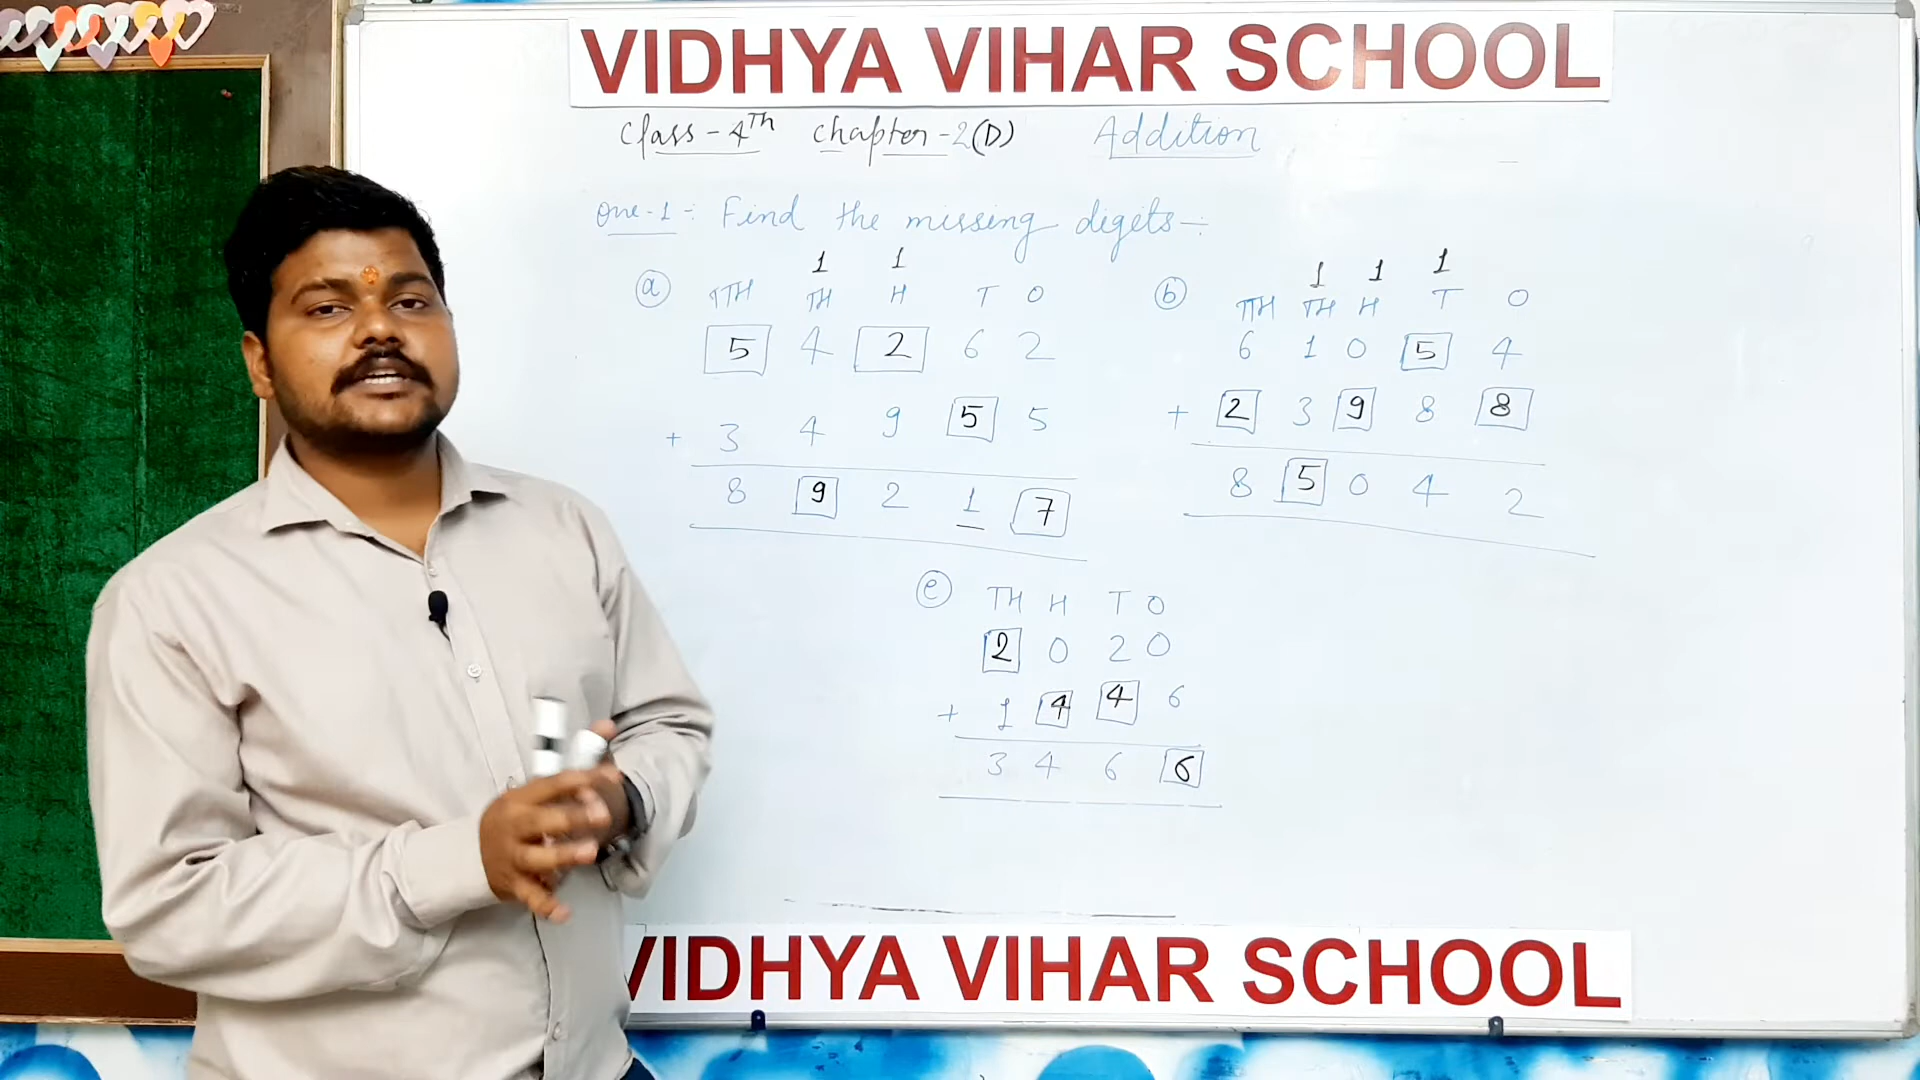 VIDHYA VIHAR SCHOOL
Class - 4TH chapter - 2(D) Addition
One-1 :- Find the missing digits :-
1 1
(a) TTH TH H T O
5 4 2 6 2
+ 3 4 9 5 5
8 9 2 1 7
1 1 1
(b) TTH TH H T O
6 1 0 5 4
+ 2 3 9 8 8
8 5 0 4 2
(e) TH H T O
2 0 2 0
+ 1 4 4 6
3 4 6 6
VIDHYA VIHAR SCHOOL